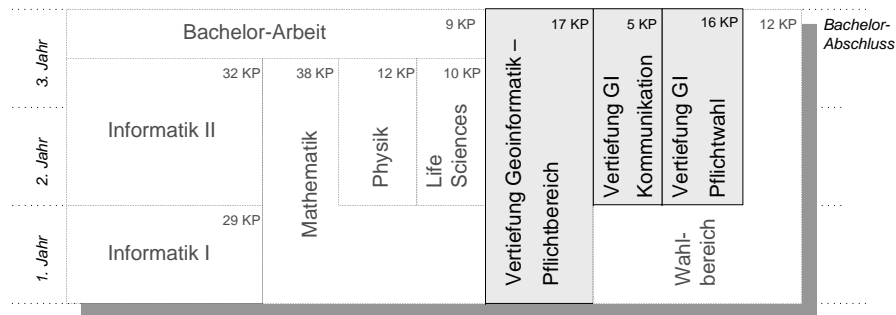 Bachelor-Arbeit
9 KP
17 KP
5 KP
16 KP
12 KP
Bachelor-
Abschluss
3. Jahr
32 KP
38 KP
12 KP
10 KP
Informatik II
Mathematik
Physik
Life
Sciences
Vertiefung Geoinformatik –
Pflichtbereich
Vertiefung GI
Kommunikation
Vertiefung GI
Pflichtwahl
2. Jahr
29 KP
Informatik I
Wahl-
bereich
1. Jahr